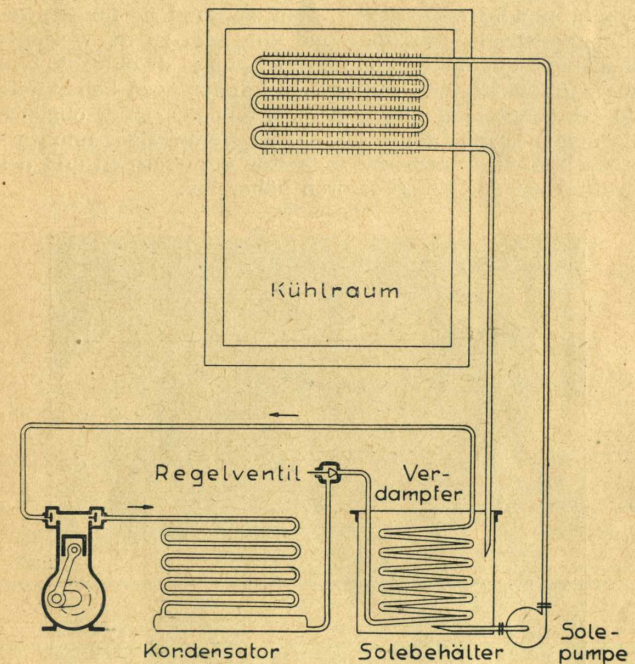 Kühlraum
Regelventil
Ver-
dampfer
Kondensator
Solebehälter
Sole-
pumpe